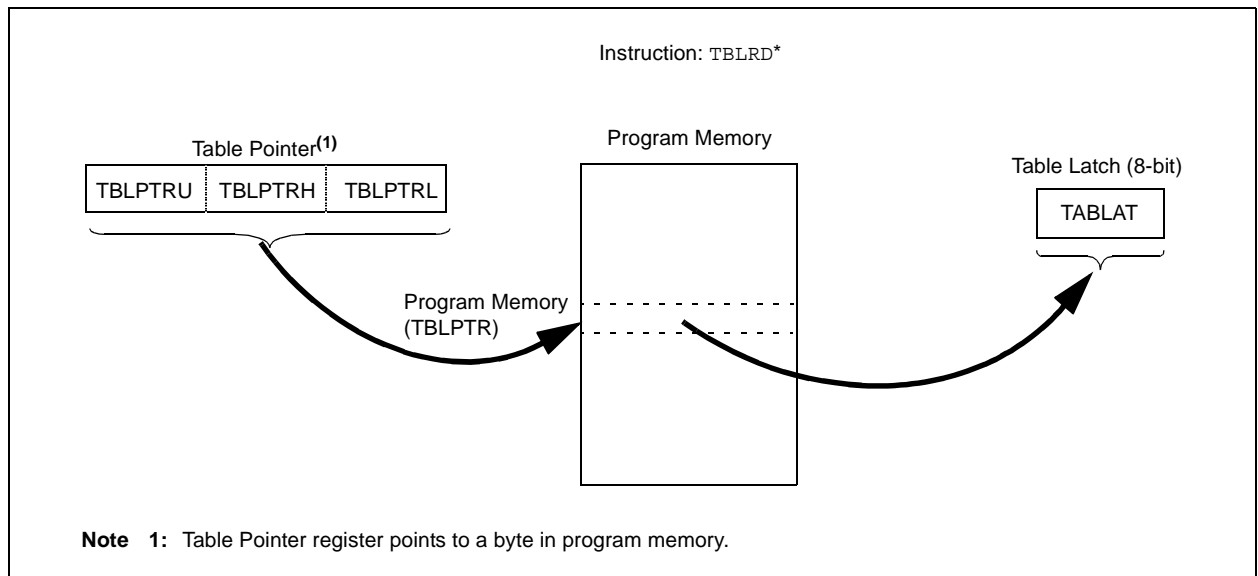 Instruction: TBLRD*
Table Pointer(1)
TBLPTRU TBLPTRH TBLPTRL
Program Memory
Table Latch (8-bit)
TABLAT
Program Memory
(TBLPTR)
Note 1: Table Pointer register points to a byte in program memory.